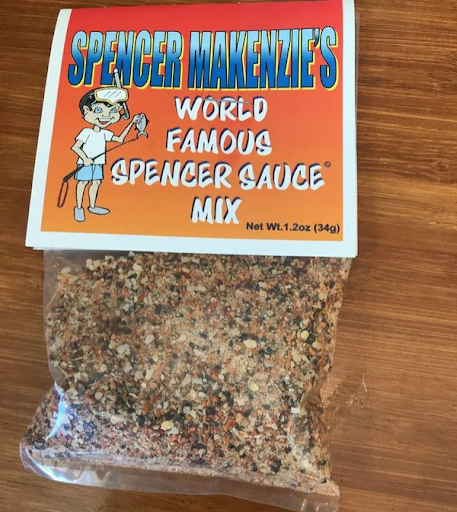 SPENCER MAKENZIE'S
WORLD
FAMOUS
SPENCER SAUCE©
MIX
Net Wt.1.2oz (34g)